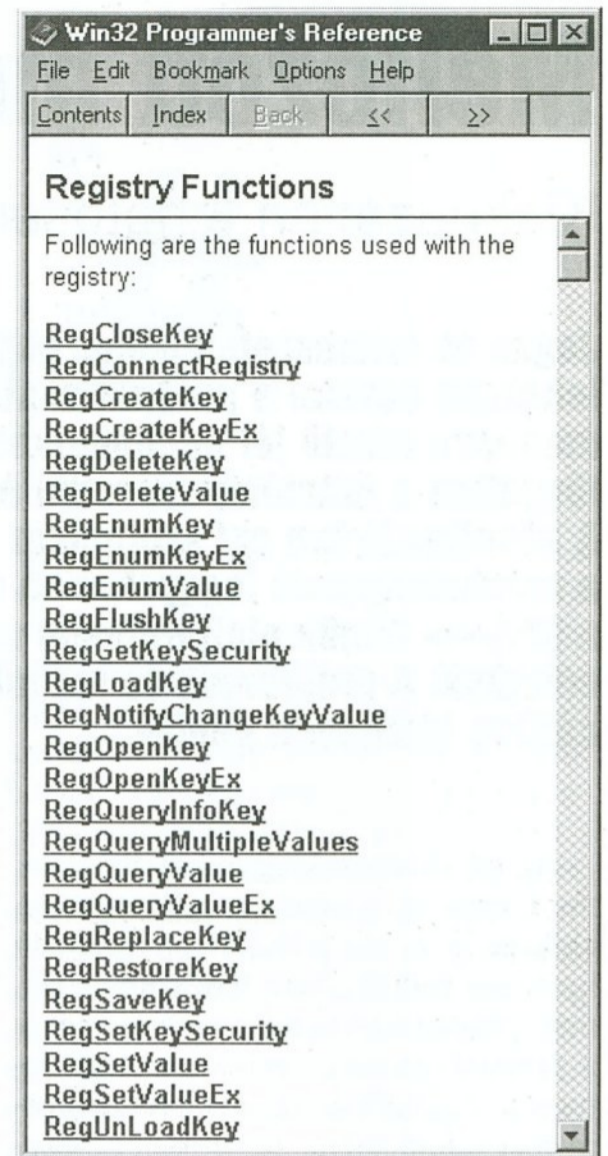 Win32 Programmer's Reference
File Edit Bookmark Options Help
Contents Index Back << >>
Registry Functions
Following are the functions used with the
registry:
RegCloseKey
RegConnectRegistry
RegCreateKey
RegCreateKeyEx
RegDeleteKey
RegDeleteValue
RegEnumKey
RegEnumKeyEx
RegEnumValue
RegFlushKey
RegGetKeySecurity
RegLoadKey
RegNotifyChangeKeyValue
RegOpenKey
RegOpenKeyEx
RegQueryInfoKey
RegQueryMultipleValues
RegQueryValue
RegQueryValueEx
RegReplaceKey
RegRestoreKey
RegSaveKey
RegSetKeySecurity
RegSetValue
RegSetValueEx
RegUnLoadKey